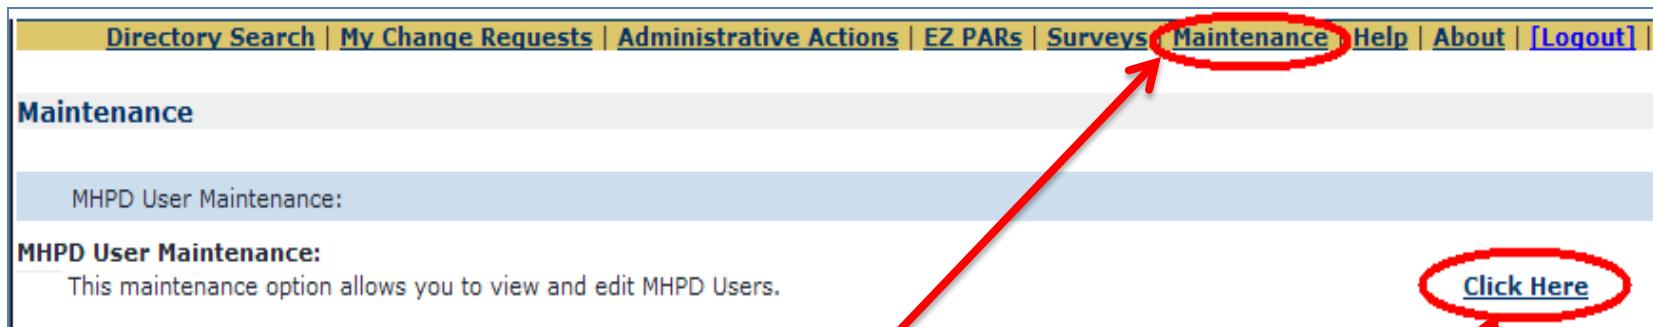 Directory Search | My Change Requests | Administrative Actions | EZ PARs | Surveys | Maintenance | Help | About | [Logout] |
Maintenance
MHPD User Maintenance:
MHPD User Maintenance:
This maintenance option allows you to view and edit MHPD Users.
Click Here